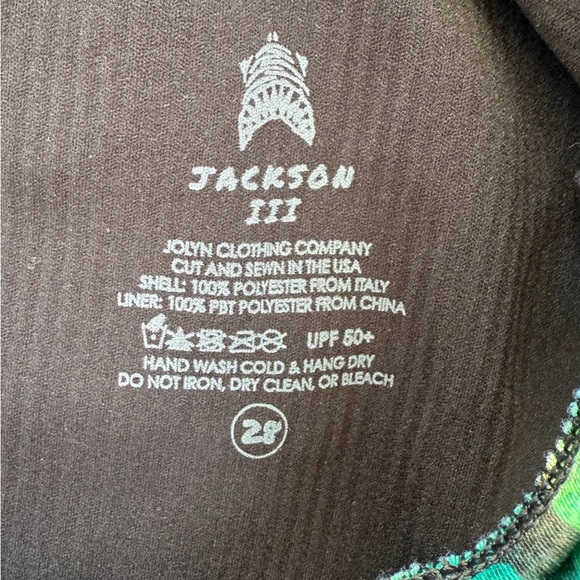 JACKSON
III
JOLYN CLOTHING COMPANY
CUT AND SEWN IN THE USA
SHELL: 100% POLYESTER FROM ITALY
LINER: 100% PBT POLYESTER FROM CHINA
UPF 50+
HAND WASH COLD & HANG DRY
DO NOT IRON, DRY CLEAN, OR BLEACH
28